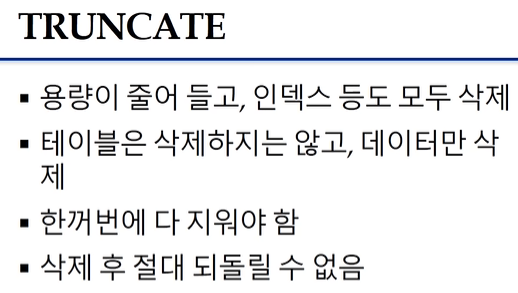 TRUNCATE
▪ 용량이 줄어 들고, 인덱스 등도 모두 삭제
▪ 테이블은 삭제하지는 않고, 데이터만 삭
제
▪ 한꺼번에 다 지워야 함
▪ 삭제 후 절대 되돌릴 수 없음